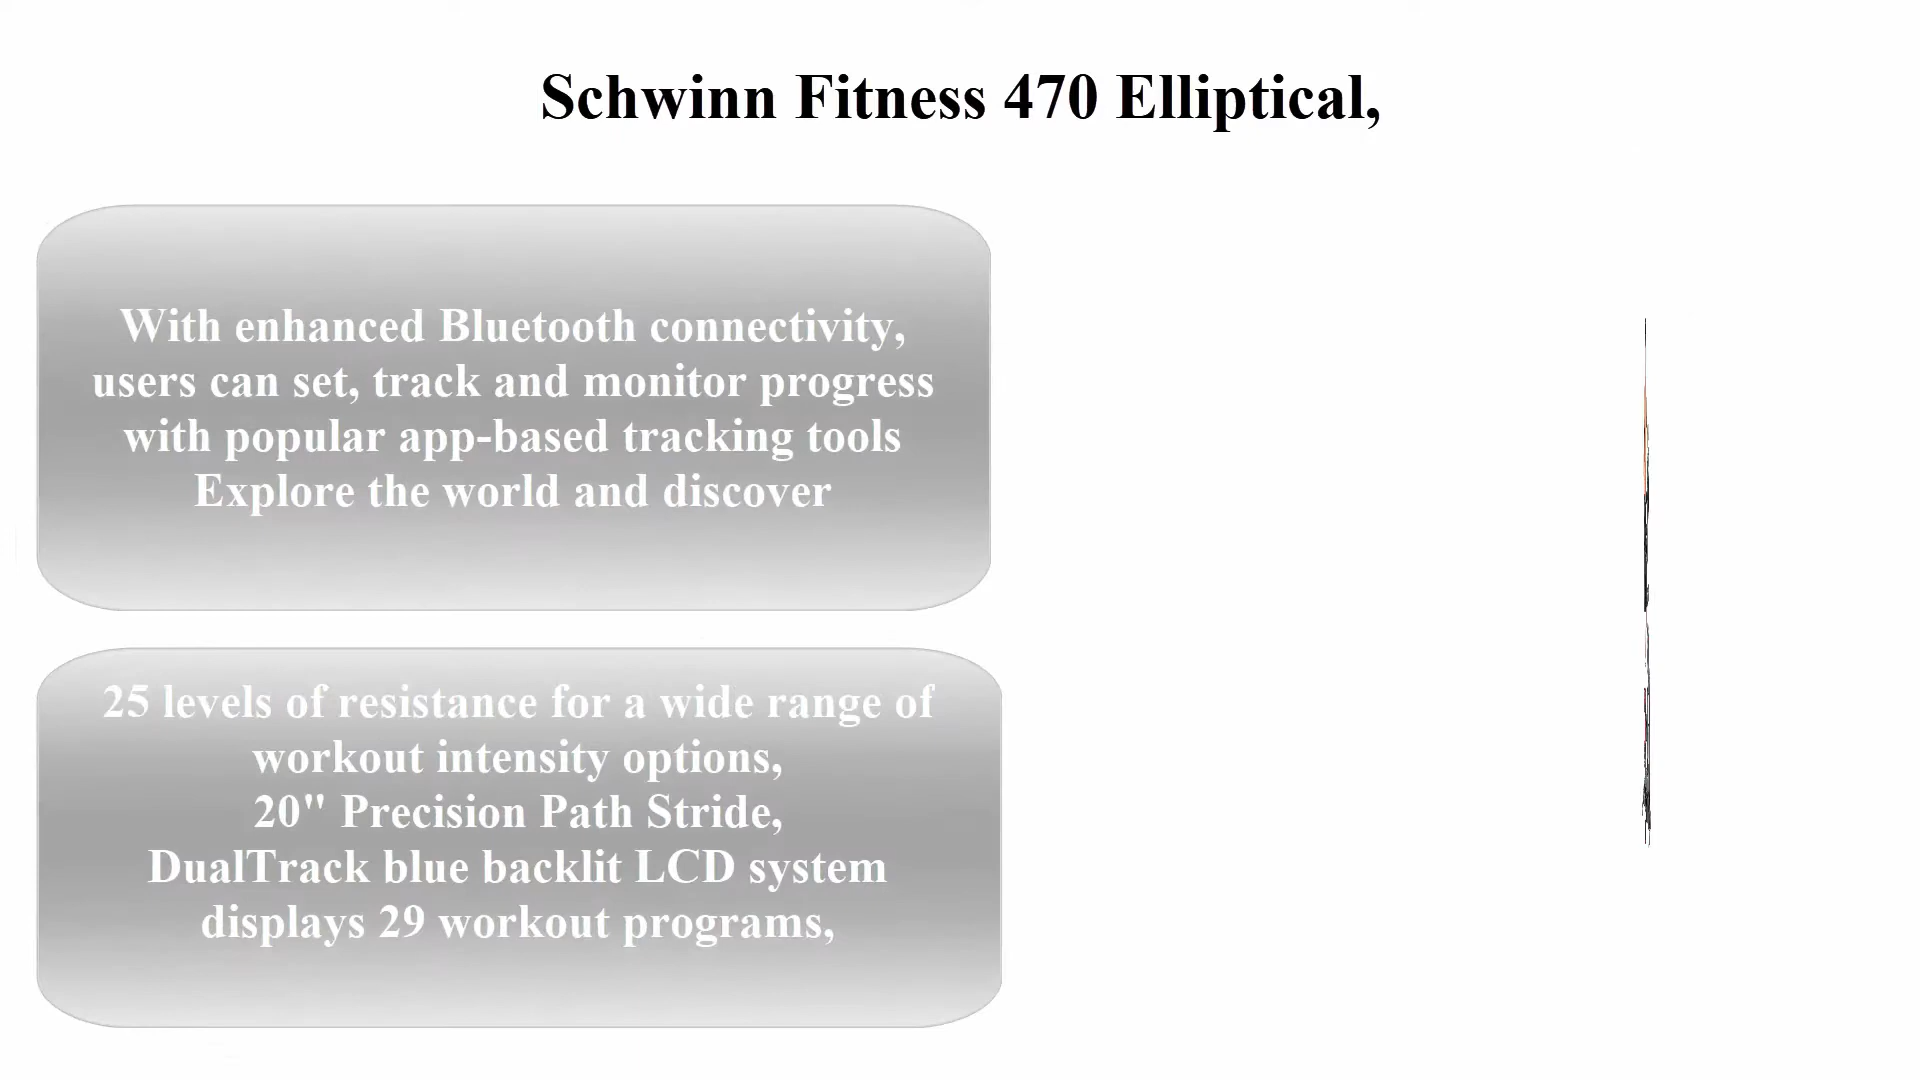 Schwinn Fitness 470 Elliptical,
With enhanced Bluetooth connectivity,
users can set, track and monitor progress
with popular app-based tracking tools
Explore the world and discover
25 levels of resistance for a wide range of
workout intensity options,
20" Precision Path Stride,
DualTrack blue backlit LCD system
displays 29 workout programs,